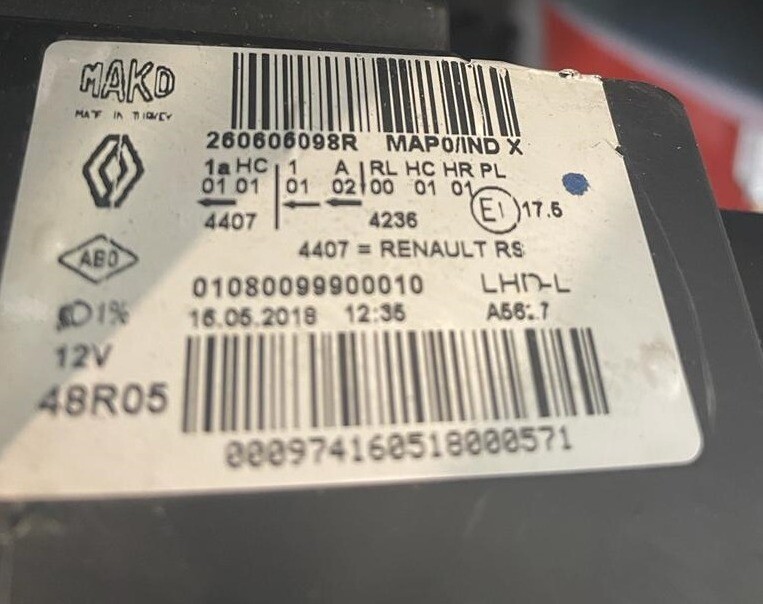 MAKO
MADE IN TURKEY
260606098R MAP0/IND X
1a HC | 1 A | RL HC HR PL
01 01 | 01 02 | 00 01 01
4407 4236 E1 17.5
4407 = RENAULT RS
ABD
01080099900010 LHD-L
1% 16.05.2018 12:35
12V
48R05
000974160518000571